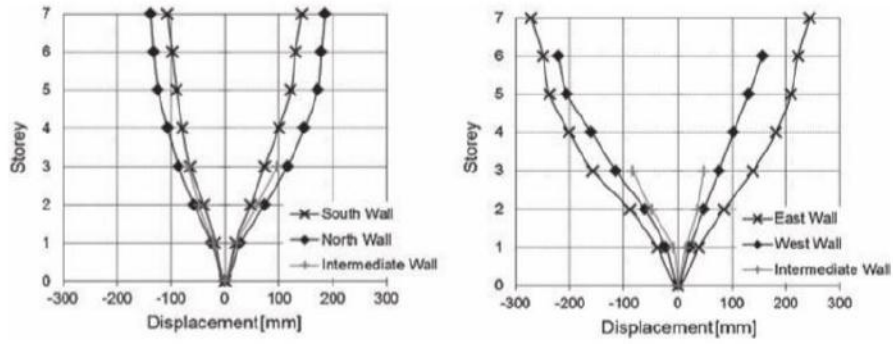 7
6
5
4
3
2
1
0
Storey
South Wall
North Wall
Intermediate Wall
-300 -200 -100 0 100 200 300
Displacement[mm]
7
6
5
4
3
2
1
0
Storey
East Wall
West Wall
Intermediate Wall
-300 -200 -100 0 100 200 300
Displacement[mm]